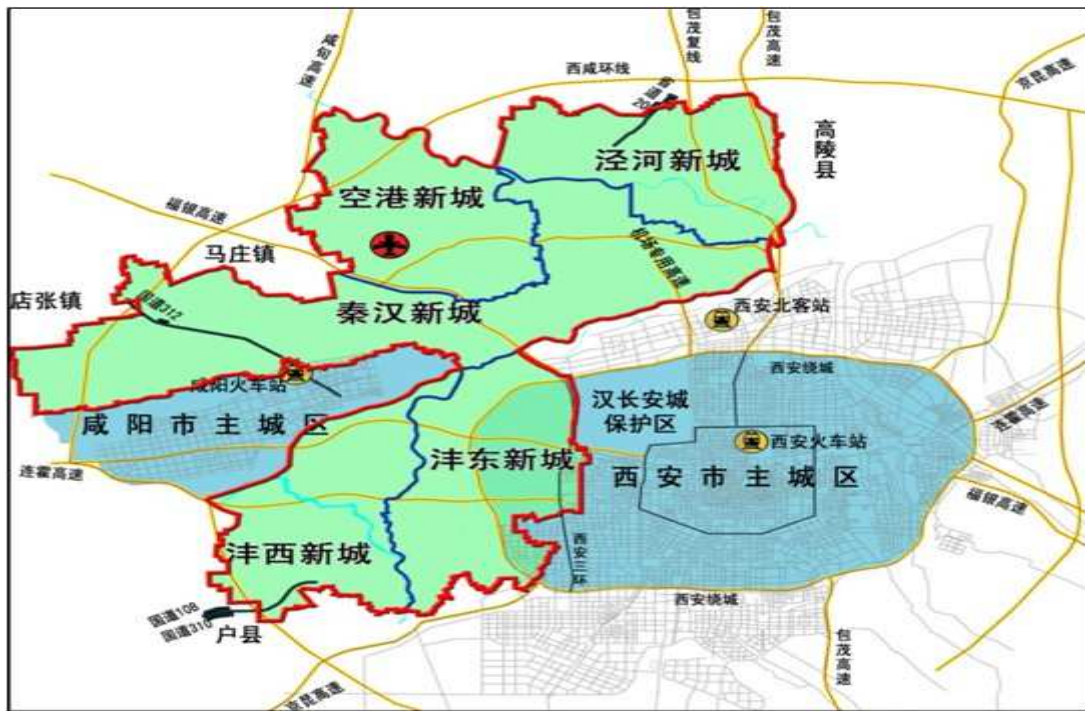 包茂复线
包茂高速
咸旬高速
西咸环线
京昆高速
省道
20
高陵县
泾河新城
空港新城
福银高速
马庄镇
机场专用高速
店张镇
国道312
秦汉新城
西安北客站
咸阳火车站
西安绕城
汉长安城
保护区
咸阳市主城区
连霍高速
西安火车站
沣东新城
连霍高速
西安市主城区
福银高速
沣西新城
西安三环
西安绕城
国道108
国道310
户县
包茂高速
京昆高速